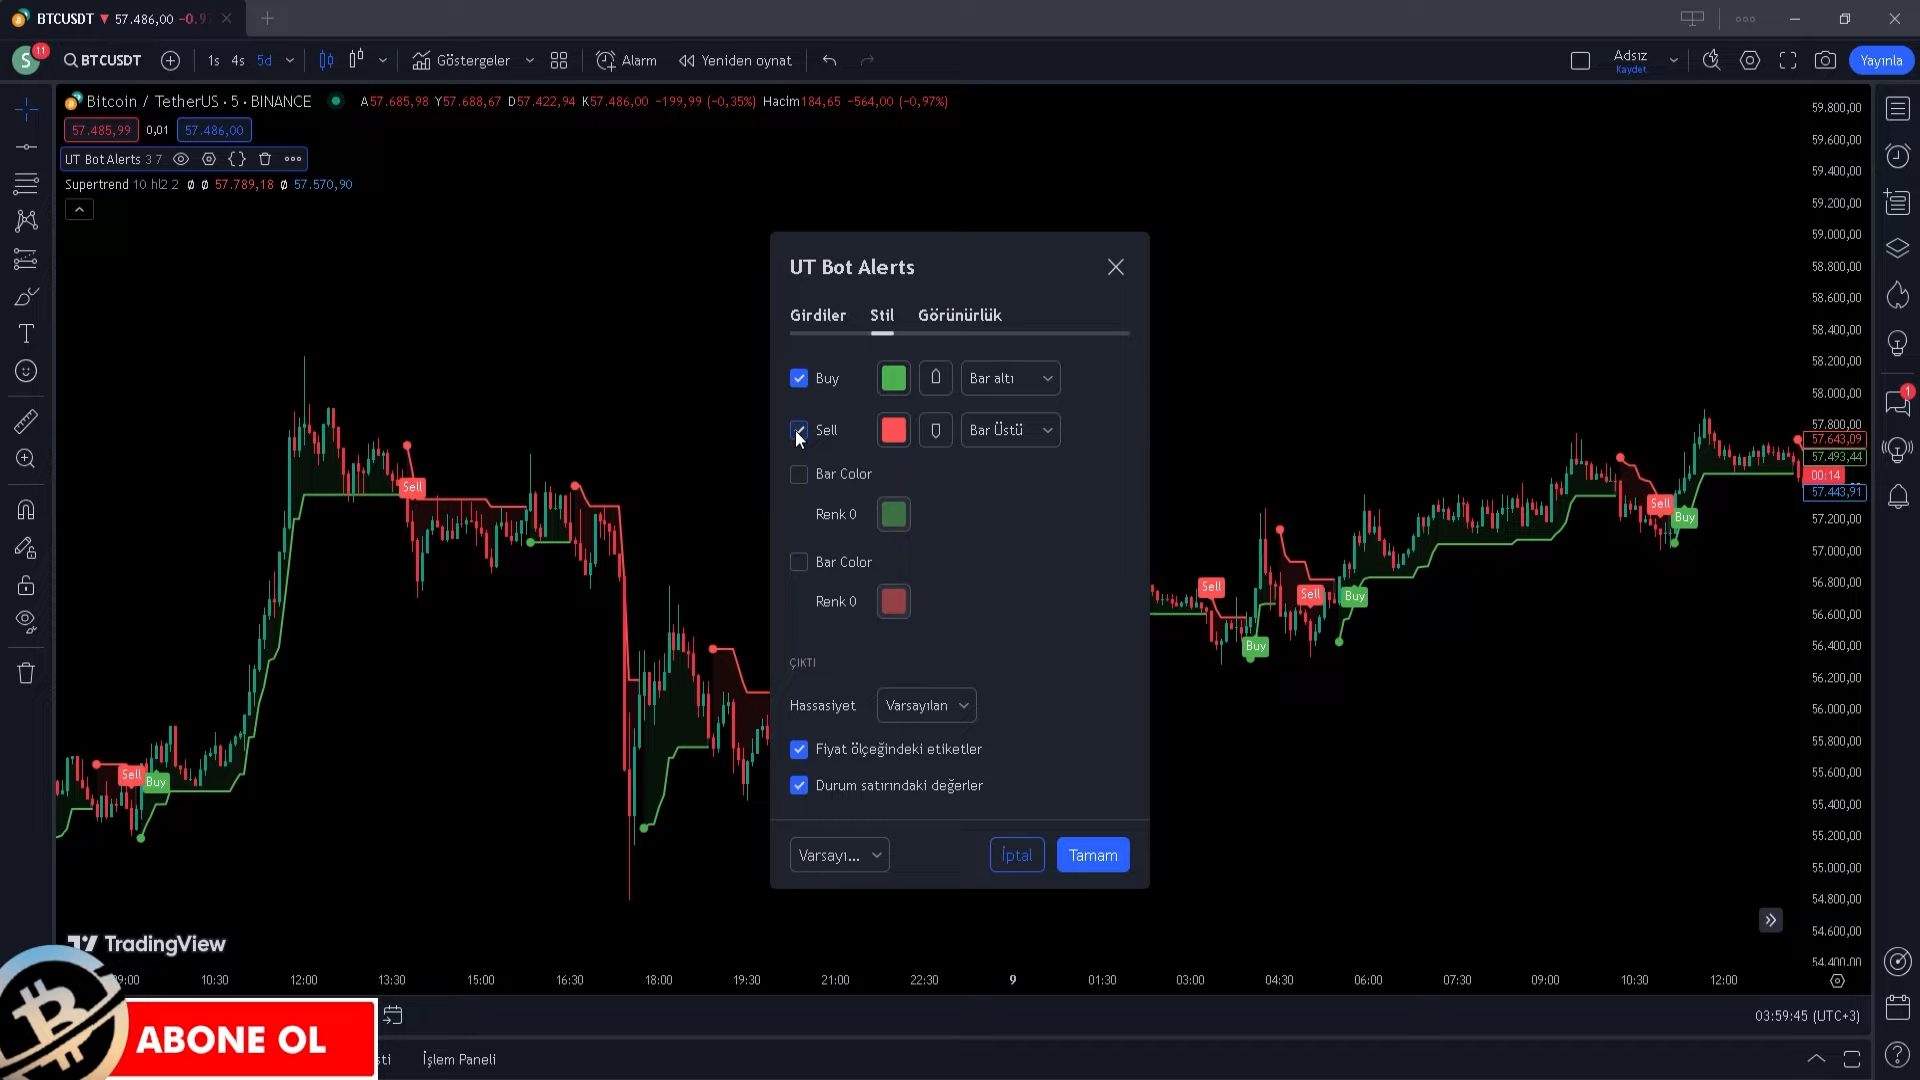 BTCUSDT ▼ 57.486,00 −0.9
S 11 BTCUSDT 1s 4s 5d Göstergeler Alarm Yeniden oynat Adsız Kaydet Yayınla
Bitcoin / TetherUS · 5 · BINANCE A57.685,98 Y57.688,67 D57.422,94 K57.486,00 −199,99 (−0,35%) Hacim184,65 −564,00 (−0,97%)
57.485,99 0,01 57.486,00
UT Bot Alerts 3 7
Supertrend 10 hl2 2 ø ø 57.789,18 ø 57.570,90
UT Bot Alerts
Girdiler Stil Görünürlük
Buy Bar altı
Sell Bar Üstü
Bar Color
Renk 0
Bar Color
Renk 0
ÇIKTI
Hassasiyet Varsayılan
Fiyat ölçeğindeki etiketler
Durum satırındaki değerler
Varsayı... İptal Tamam
Sell
Buy
Sell
Sell
Buy
Sell
Buy
Sell
Buy
59.800,00
59.600,00
59.400,00
59.200,00
59.000,00
58.800,00
58.600,00
58.400,00
58.200,00
58.000,00
57.800,00
57.643,09
57.493,44
00:14
57.443,91
57.200,00
57.000,00
56.800,00
56.600,00
56.400,00
56.200,00
56.000,00
55.800,00
55.600,00
55.400,00
55.200,00
55.000,00
54.800,00
54.600,00
54.400,00
1
TradingView
09:00 10:30 12:00 13:30 15:00 16:30 18:00 19:30 21:00 22:30 9 01:30 03:00 04:30 06:00 07:30 09:00 10:30 12:00
03:59:45 (UTC+3)
ABONE OL
sti İşlem Paneli